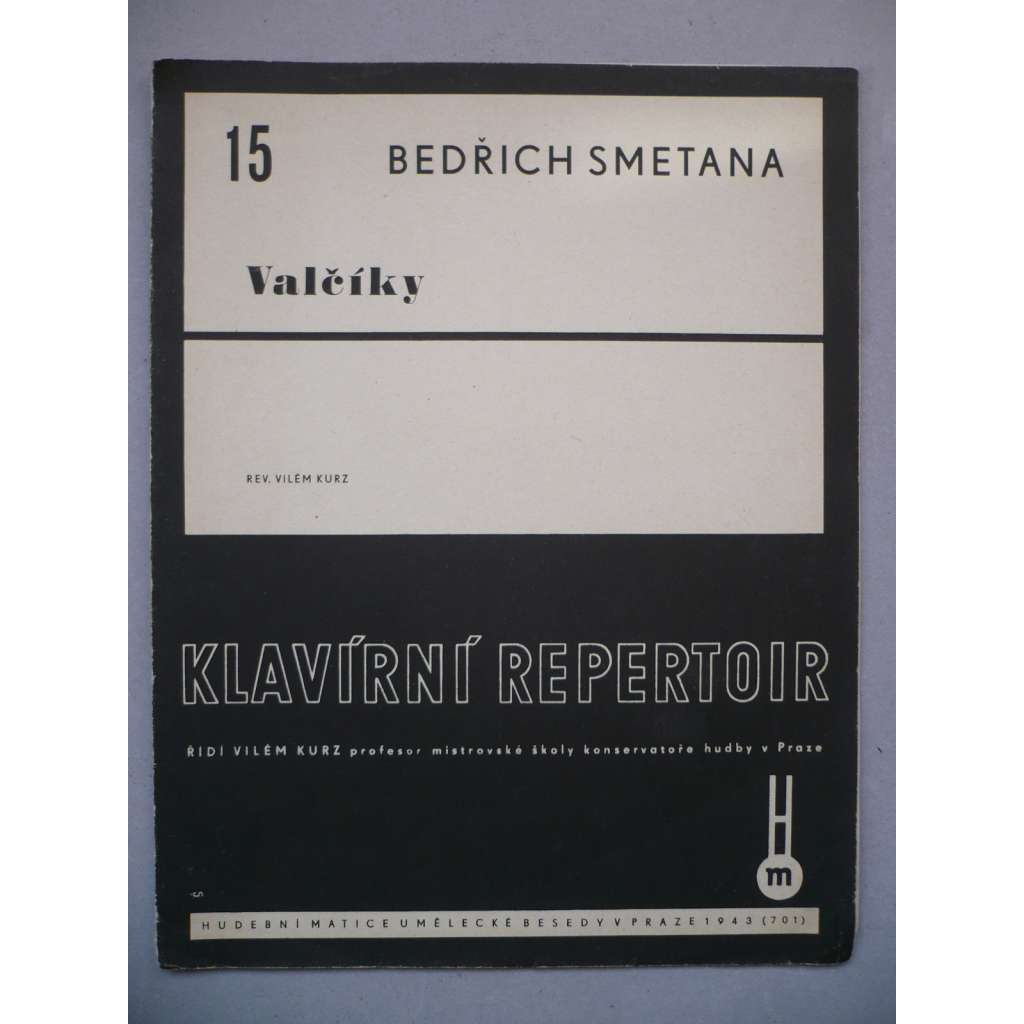 15 BEDŘICH SMETANA
Valčíky
REV. VILÉM KURZ
KLAVÍRNÍ REPERTOIR
ŘÍDÍ VILÉM KURZ profesor mistrovské školy konservatoře hudby v Praze
H
m
HUDEBNÍ MATICE UMĚLECKÉ BESEDY V PRAZE 1943 (701)